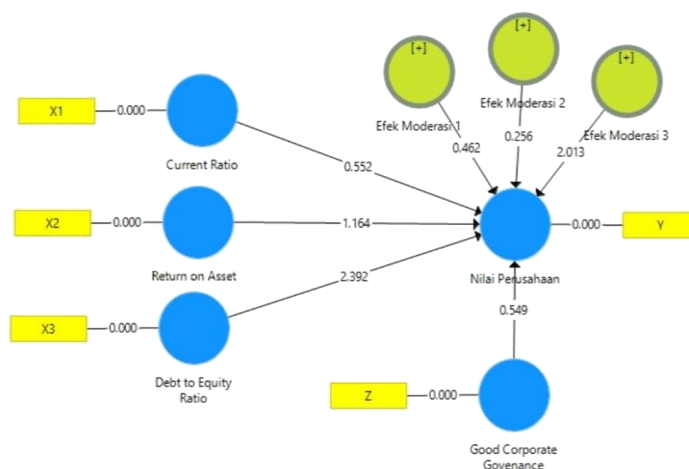 [+]
[+]
[+]
X1
0.000
Current Ratio
Efek Moderasi 1
Efek Moderasi 2
Efek Moderasi 3
0.462
0.256
2.013
0.552
X2
0.000
Return on Asset
1.164
Nilai Perusahaan
0.000
Y
2.392
X3
0.000
Debt to Equity
Ratio
0.549
Z
0.000
Good Corporate
Govenance